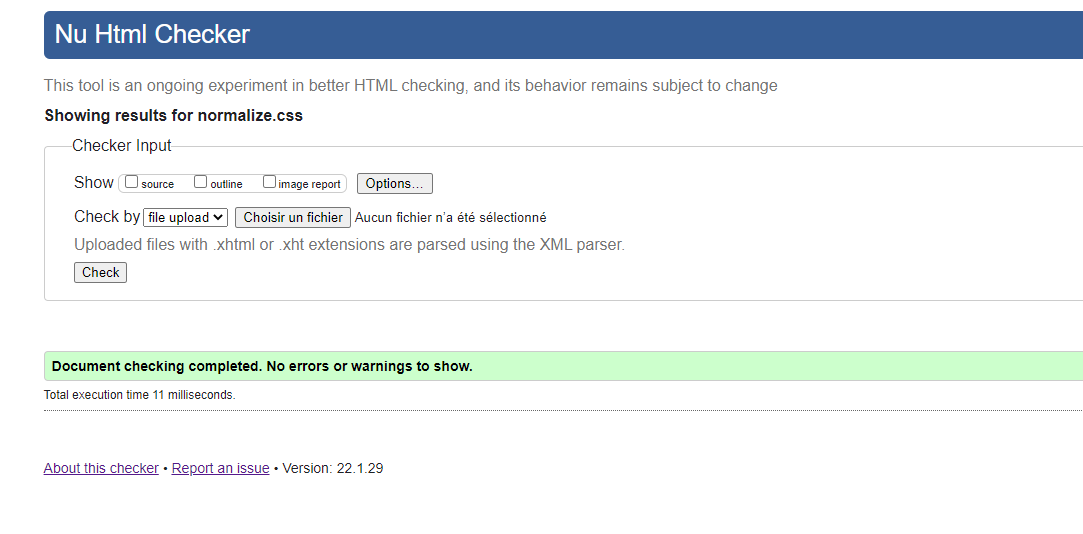 Nu Html Checker
This tool is an ongoing experiment in better HTML checking, and its behavior remains subject to change
Showing results for normalize.css
Checker Input
Show source outline image report Options...
Check by file upload Choisir un fichier Aucun fichier n'a été sélectionné
Uploaded files with .xhtml or .xht extensions are parsed using the XML parser.
Check
Document checking completed. No errors or warnings to show.
Total execution time 11 milliseconds.
About this checker • Report an issue • Version: 22.1.29